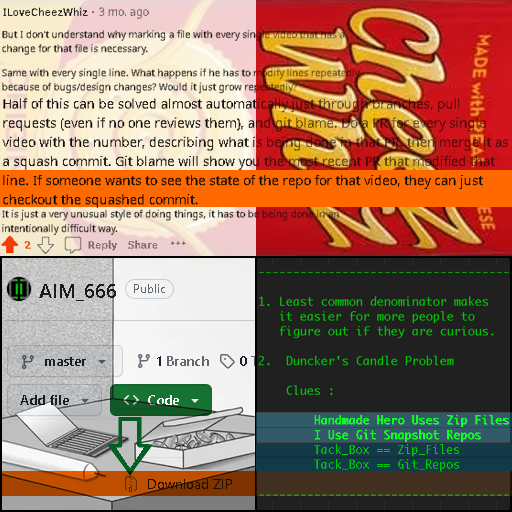 ILoveCheezWhiz · 3 mo. ago
But I don't understand why marking a file with every single video that has a
change for that file is necessary.
Same with every single line. What happens if he has to modify lines repeatedly
because of bugs/design changes? Would it just grow repeatedly?
Half of this can be solved almost automatically just through branches, pull
requests (even if no one reviews them), and git blame. Do a PR for every single
video with the number, describing what is being done in that PR, then merge it as
a squash commit. Git blame will show you the most recent PR that modified that
line. If someone wants to see the state of the repo for that video, they can just
checkout the squashed commit.
It is just a very unusual style of doing things, it has to be being done in an
intentionally difficult way.
2 Reply Share •••
Cheez
Whiz
MADE with
CHEESE
AIM_666 Public
master 1 Branch 0 T
Add file <> Code
Download ZIP
1. Least common denominator makes
it easier for more people to
figure out if they are curious.
2. Duncker's Candle Problem
Clues :
Handmade Hero Uses Zip Files
I Use Git Snapshot Repos
Tack_Box == Zip_Files
Tack_Box == Git_Repos